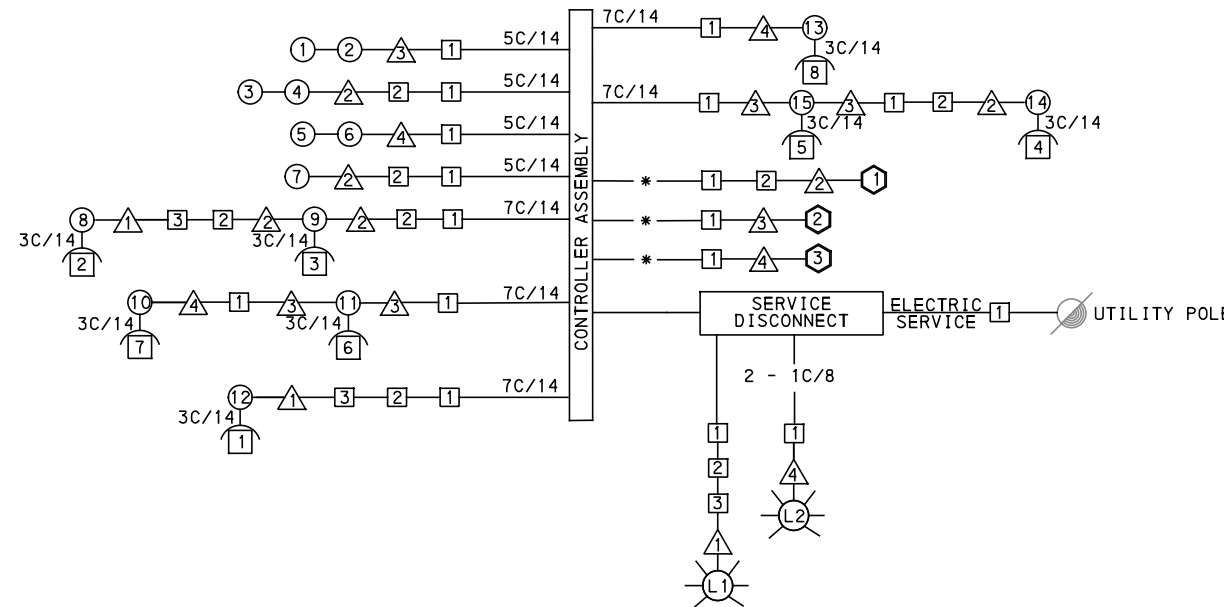 7C/14 1 4 13
3C/14
8
1 2 3 1 5C/14
3 4 2 2 1 5C/14
7C/14 1 3 15 3 1 2 2 14
3C/14 3C/14
5 4
5 6 4 1 5C/14
7 2 2 1 5C/14
* 1 2 2 1
8 1 3 2 2 9 2 2 1 7C/14
* 1 3 2
3C/14 3C/14
2 3
* 1 4 3
CONTROLLER ASSEMBLY
10 4 1 3 11 3 1 7C/14
3C/14 3C/14
7 6
SERVICE
DISCONNECT
ELECTRIC
SERVICE
1
UTILITY POLE
2 - 1C/8
12 1 3 2 1 7C/14
3C/14
1
1 1
2 4
3 L2
1
L1